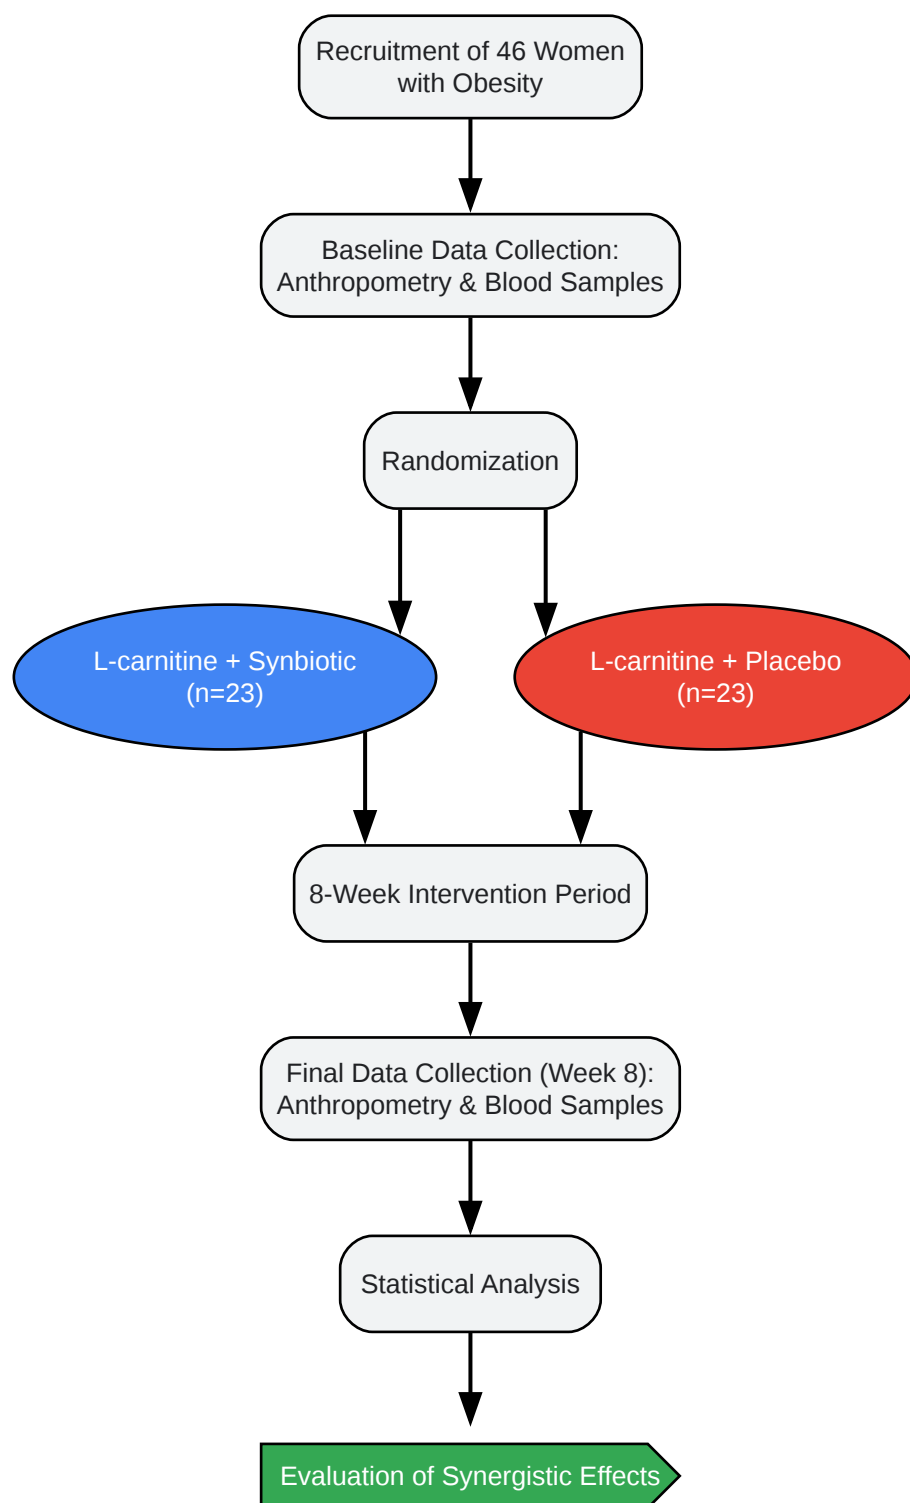 Recruitment of 46 Women
with Obesity
Baseline Data Collection:
Anthropometry & Blood Samples
Randomization
L-carnitine + Synbiotic
(n=23)
L-carnitine + Placebo
(n=23)
8-Week Intervention Period
Final Data Collection (Week 8):
Anthropometry & Blood Samples
Statistical Analysis
Evaluation of Synergistic Effects